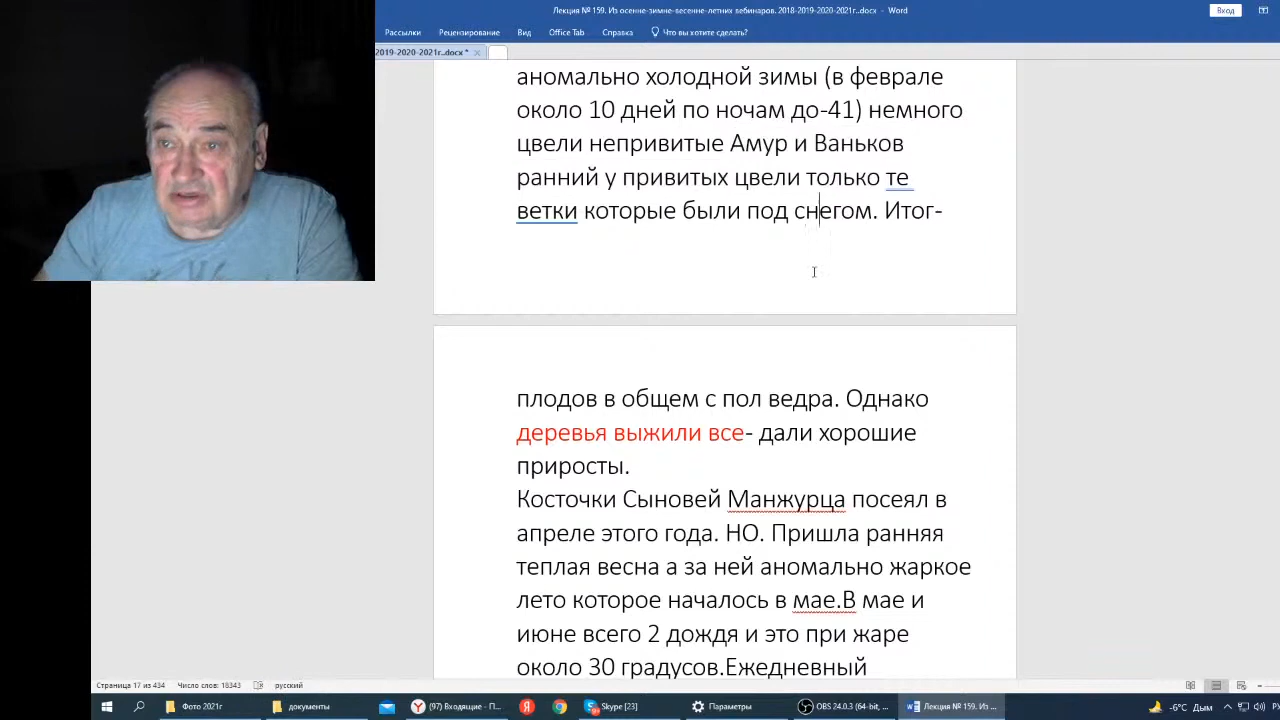 Лекция № 159. Из осенне-зимне-весенне-летних вебинаров. 2018-2019-2020-2021г..docx - Word
Вход
Рассылки Рецензирование Вид Office Tab Справка Что вы хотите сделать?
2019-2020-2021г..docx *
аномально холодной зимы (в феврале
около 10 дней по ночам до-41) немного
цвели непривитые Амур и Ваньков
ранний у привитых цвели только те
ветки которые были под снегом. Итог-
плодов в общем с пол ведра. Однако
деревья выжили все- дали хорошие
приросты.
Косточки Сыновей Манжурца посеял в
апреле этого года. НО. Пришла ранняя
теплая весна а за ней аномально жаркое
лето которое началось в мае.В мае и
июне всего 2 дождя и это при жаре
около 30 градусов.Ежедневный
Страница 17 из 434 Число слов: 18343 русский
Фото 2021г документы (97) Входящие - П... Skype [23] Параметры OBS 24.0.3 (64-bit, ... Лекция № 159. Из ... -6°C Дым